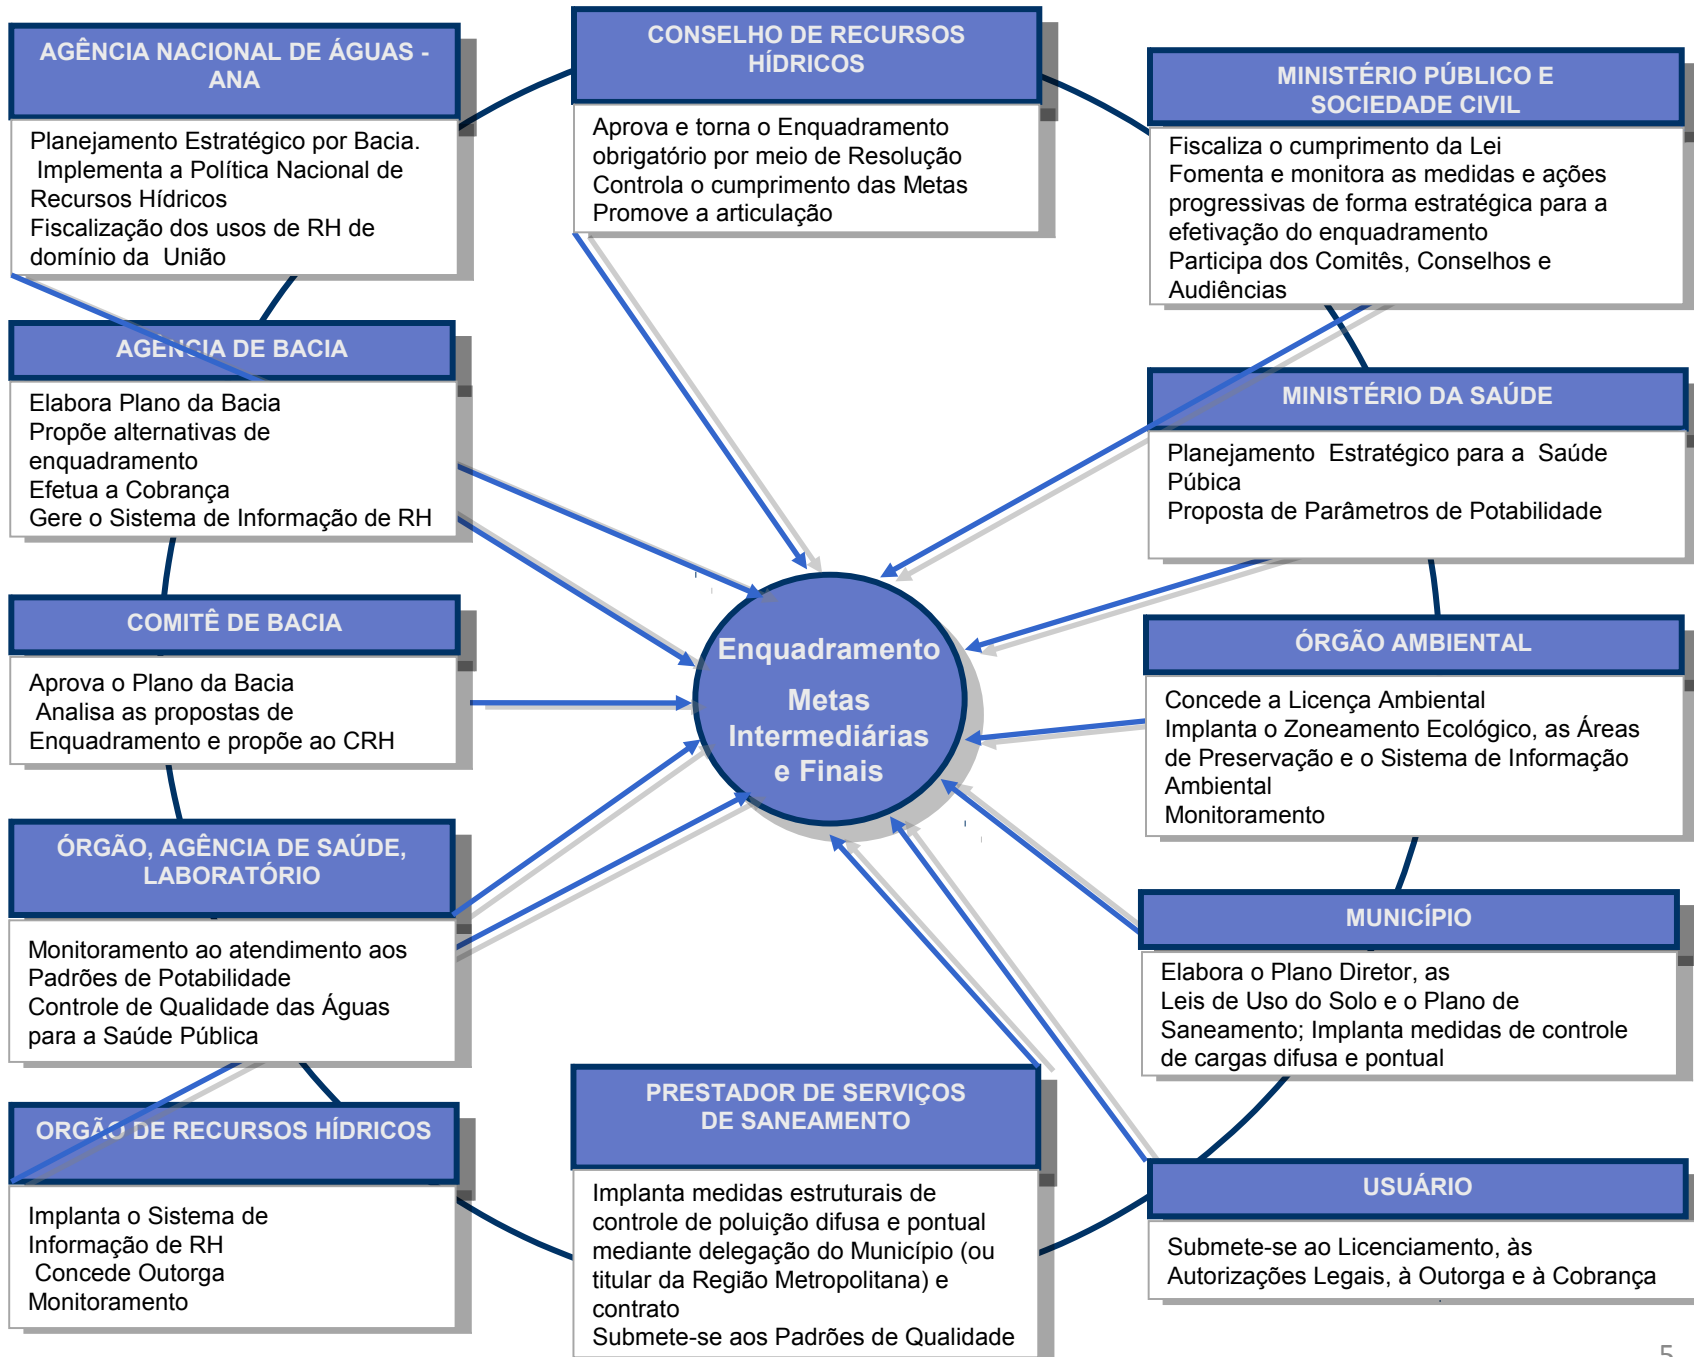 AGÊNCIA NACIONAL DE ÁGUAS -
ANA
Planejamento Estratégico por Bacia.
Implementa a Política Nacional de
Recursos Hídricos
Fiscalização dos usos de RH de
domínio da União
CONSELHO DE RECURSOS
HÍDRICOS
Aprova e torna o Enquadramento
obrigatório por meio de Resolução
Controla o cumprimento das Metas
Promove a articulação
MINISTÉRIO PÚBLICO E
SOCIEDADE CIVIL
Fiscaliza o cumprimento da Lei
Fomenta e monitora as medidas e ações
progressivas de forma estratégica para a
efetivação do enquadramento
Participa dos Comitês, Conselhos e
Audiências
AGÊNCIA DE BACIA
Elabora Plano da Bacia
Propõe alternativas de
enquadramento
Efetua a Cobrança
Gere o Sistema de Informação de RH
MINISTÉRIO DA SAÚDE
Planejamento Estratégico para a Saúde
Púbica
Proposta de Parâmetros de Potabilidade
COMITÊ DE BACIA
Aprova o Plano da Bacia
Analisa as propostas de
Enquadramento e propõe ao CRH
Enquadramento
Metas
Intermediárias
e Finais
ÓRGÃO AMBIENTAL
Concede a Licença Ambiental
Implanta o Zoneamento Ecológico, as Áreas
de Preservação e o Sistema de Informação
Ambiental
Monitoramento
ÓRGÃO, AGÊNCIA DE SAÚDE,
LABORATÓRIO
Monitoramento ao atendimento aos
Padrões de Potabilidade
Controle de Qualidade das Águas
para a Saúde Pública
MUNICÍPIO
Elabora o Plano Diretor, as
Leis de Uso do Solo e o Plano de
Saneamento; Implanta medidas de controle
de cargas difusa e pontual
ORGÃO DE RECURSOS HÍDRICOS
Implanta o Sistema de
Informação de RH
Concede Outorga
Monitoramento
PRESTADOR DE SERVIÇOS
DE SANEAMENTO
Implanta medidas estruturais de
controle de poluição difusa e pontual
mediante delegação do Município (ou
titular da Região Metropolitana) e
contrato
Submete-se aos Padrões de Qualidade
USUÁRIO
Submete-se ao Licenciamento, às
Autorizações Legais, à Outorga e à Cobrança
5